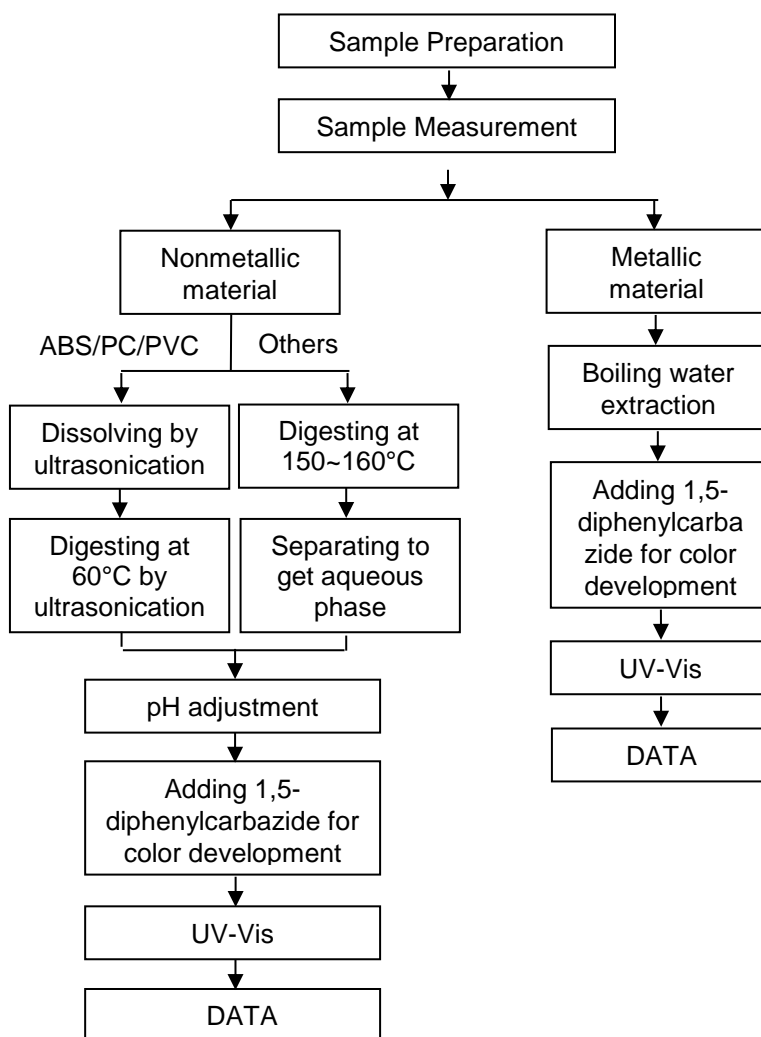 Sample Preparation
Sample Measurement
Nonmetallic
material
Metallic
material
ABS/PC/PVC
Others
Dissolving by
ultrasonication
Digesting at
150~160°C
Boiling water
extraction
Digesting at
60°C by
ultrasonication
Separating to
get aqueous
phase
Adding 1,5-
diphenylcarba
zide for color
development
pH adjustment
UV-Vis
DATA
Adding 1,5-
diphenylcarbazide for
color development
UV-Vis
DATA